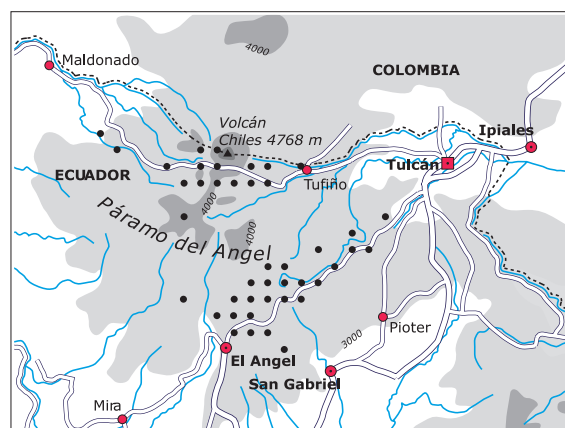 4000
Maldonado
COLOMBIA
Volcán
Chiles 4768 m
Ipiales
Tulcán
ECUADOR
Tufiño
4000
Páramo del Angel
4000
Pioter
3000
El Angel
San Gabriel
Mira